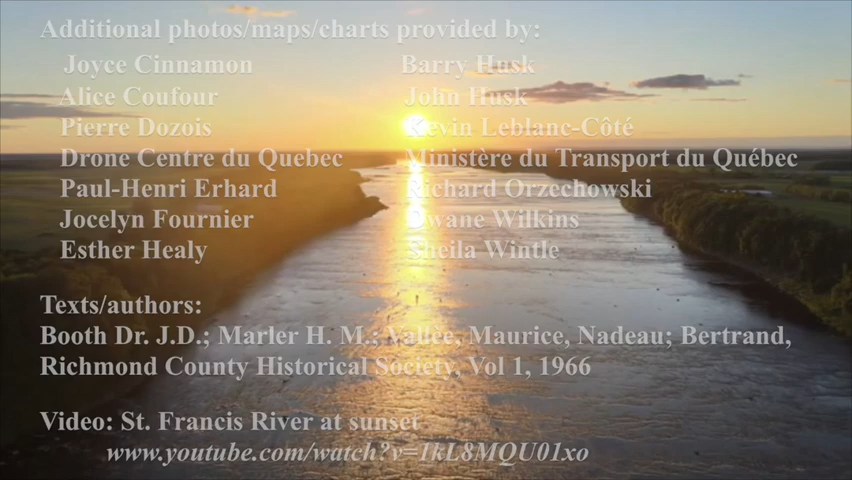 Additional photos/maps/charts provided by:
Joyce Cinnamon
Alice Coufour
Pierre Dozois
Drone Centre du Quebec
Paul-Henri Erhard
Jocelyn Fournier
Esther Healy
Barry Husk
John Husk
Kevin Leblanc-Côté
Ministère du Transport du Québec
Richard Orzechowski
Dwane Wilkins
Sheila Wintle
Texts/authors:
Booth Dr. J.D.; Marler H. M.; Vallèe, Maurice, Nadeau; Bertrand,
Richmond County Historical Society, Vol 1, 1966
Video: St. Francis River at sunset
www.youtube.com/watch?v=1kL8MQU01xo